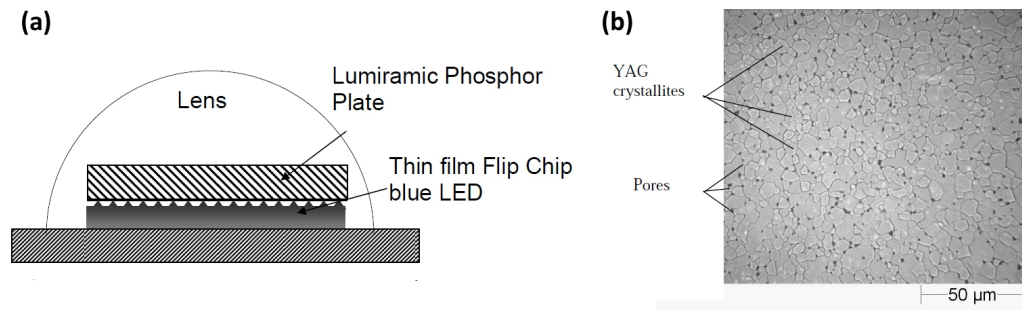 (a)
Lens
Lumiramic Phosphor
Plate
Thin film Flip Chip
blue LED
(b)
YAG
crystallites
Pores
50 μm